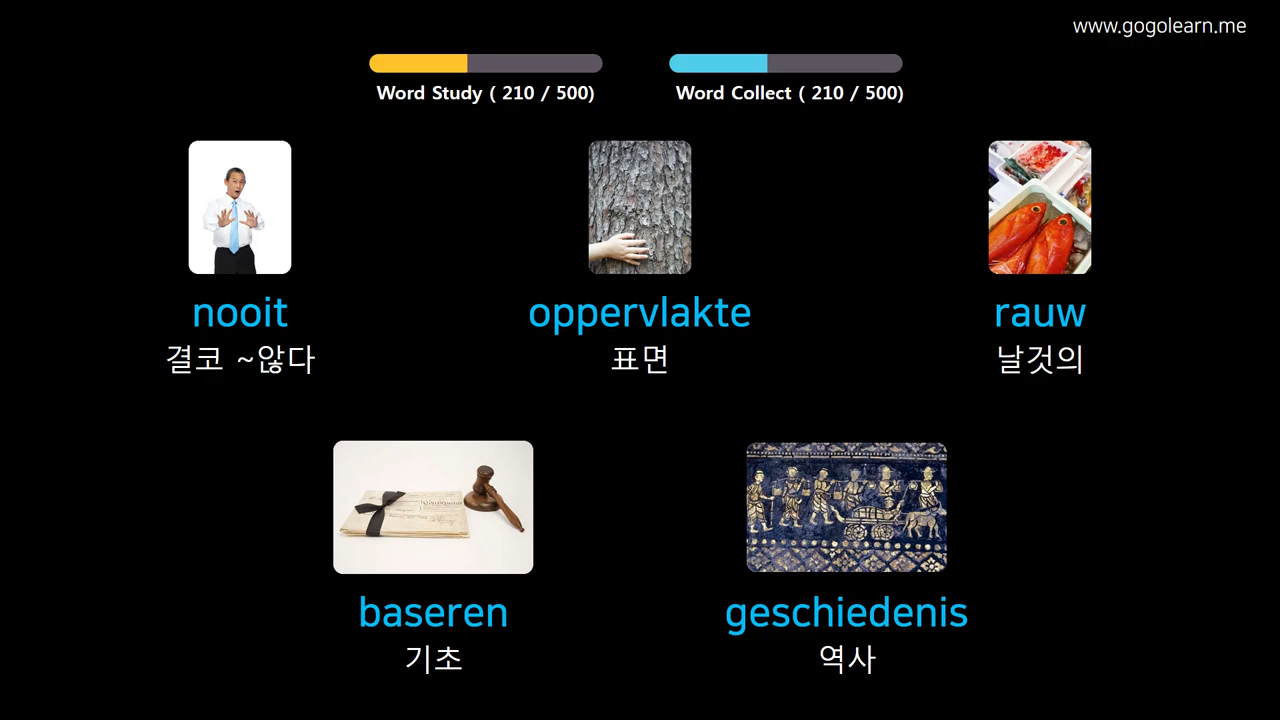 www.gogolearn.me
Word Study ( 210 / 500)
Word Collect ( 210 / 500)
nooit
oppervlakte
rauw
결코 ~않다
표면
날것의
baseren
geschiedenis
기초
역사